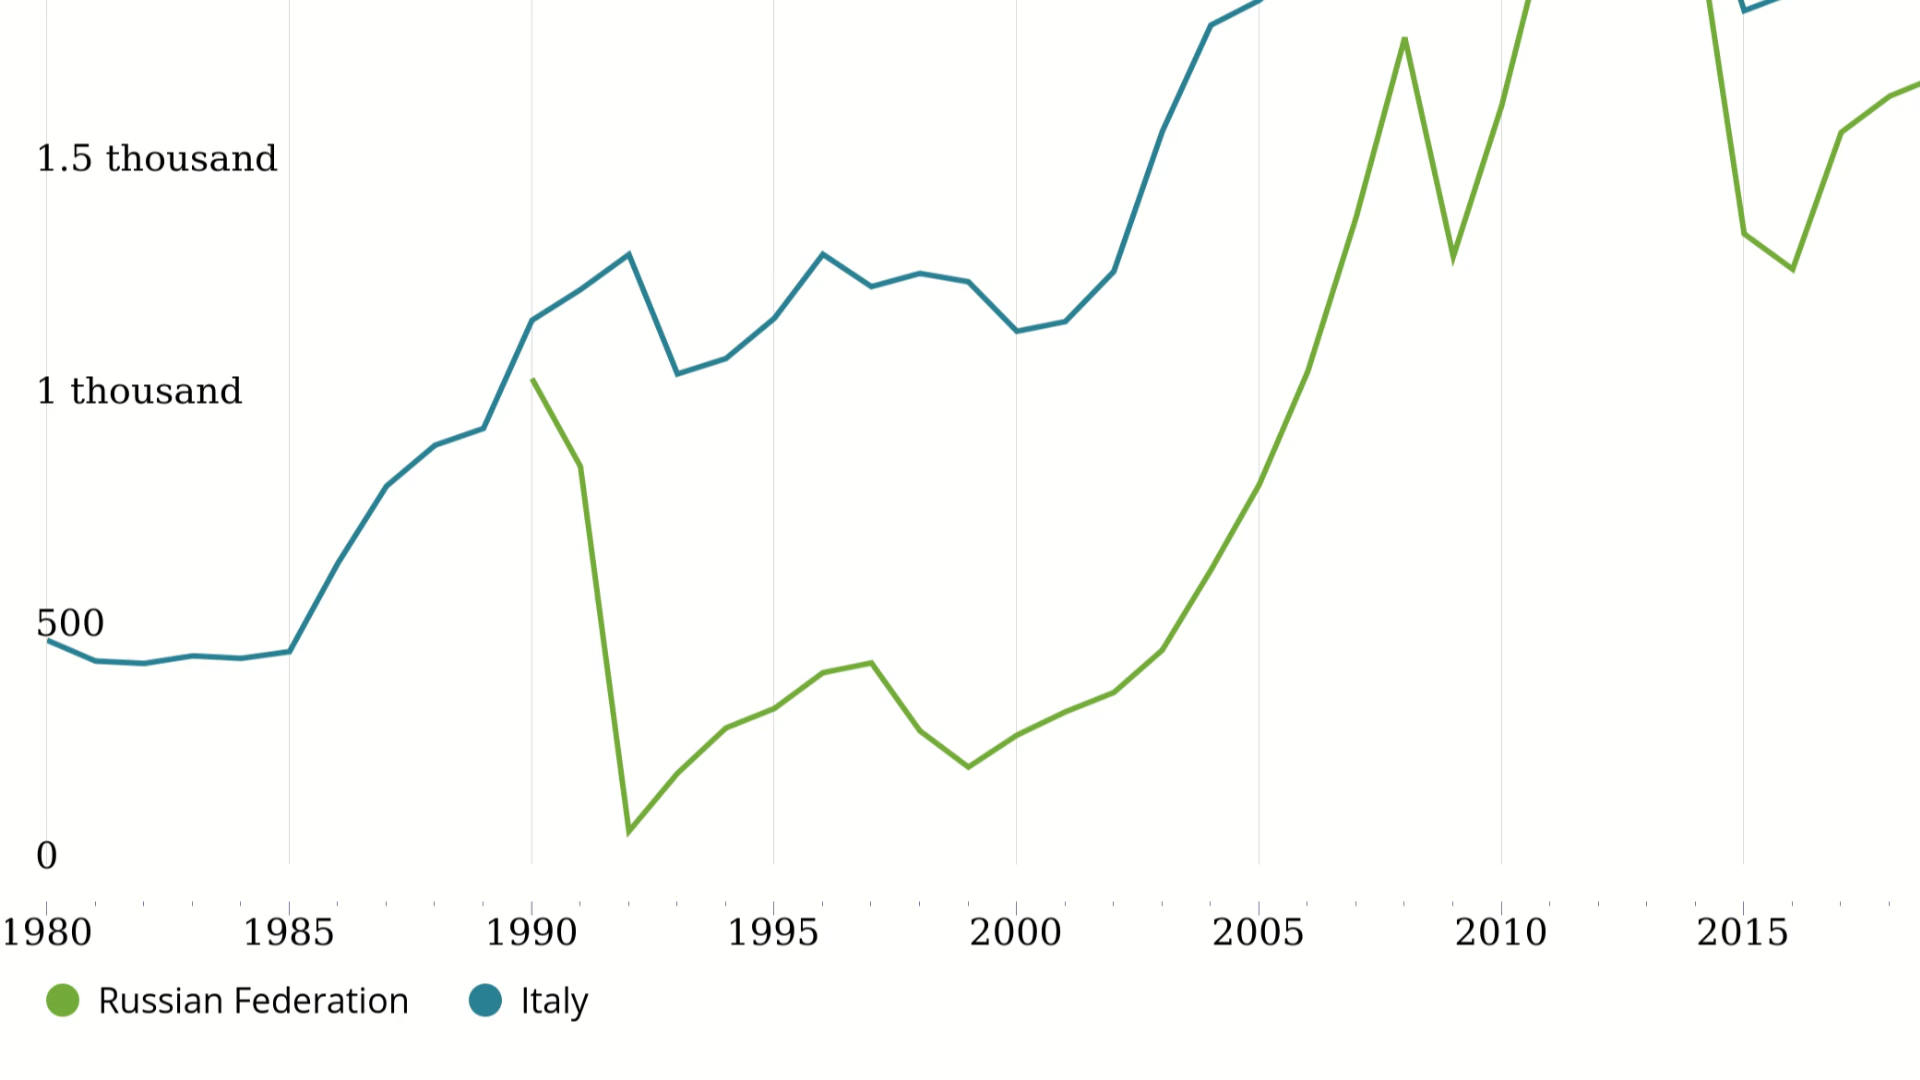 1.5 thousand
1 thousand
500
0
1980 1985 1990 1995 2000 2005 2010 2015
Russian Federation Italy